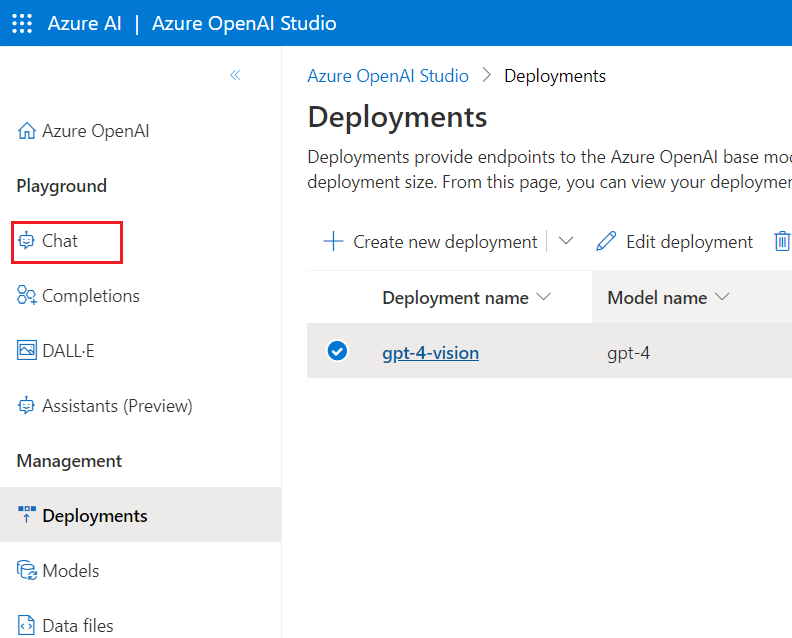 Azure AI | Azure OpenAI Studio
Azure OpenAI
Playground
Chat
Completions
DALL·E
Assistants (Preview)
Management
Deployments
Models
Data files
Azure OpenAI Studio > Deployments
Deployments
Deployments provide endpoints to the Azure OpenAI base
deployment size. From this page, you can view your
Create new deployment Edit deployment
Deployment name Model name
gpt-4-vision gpt-4